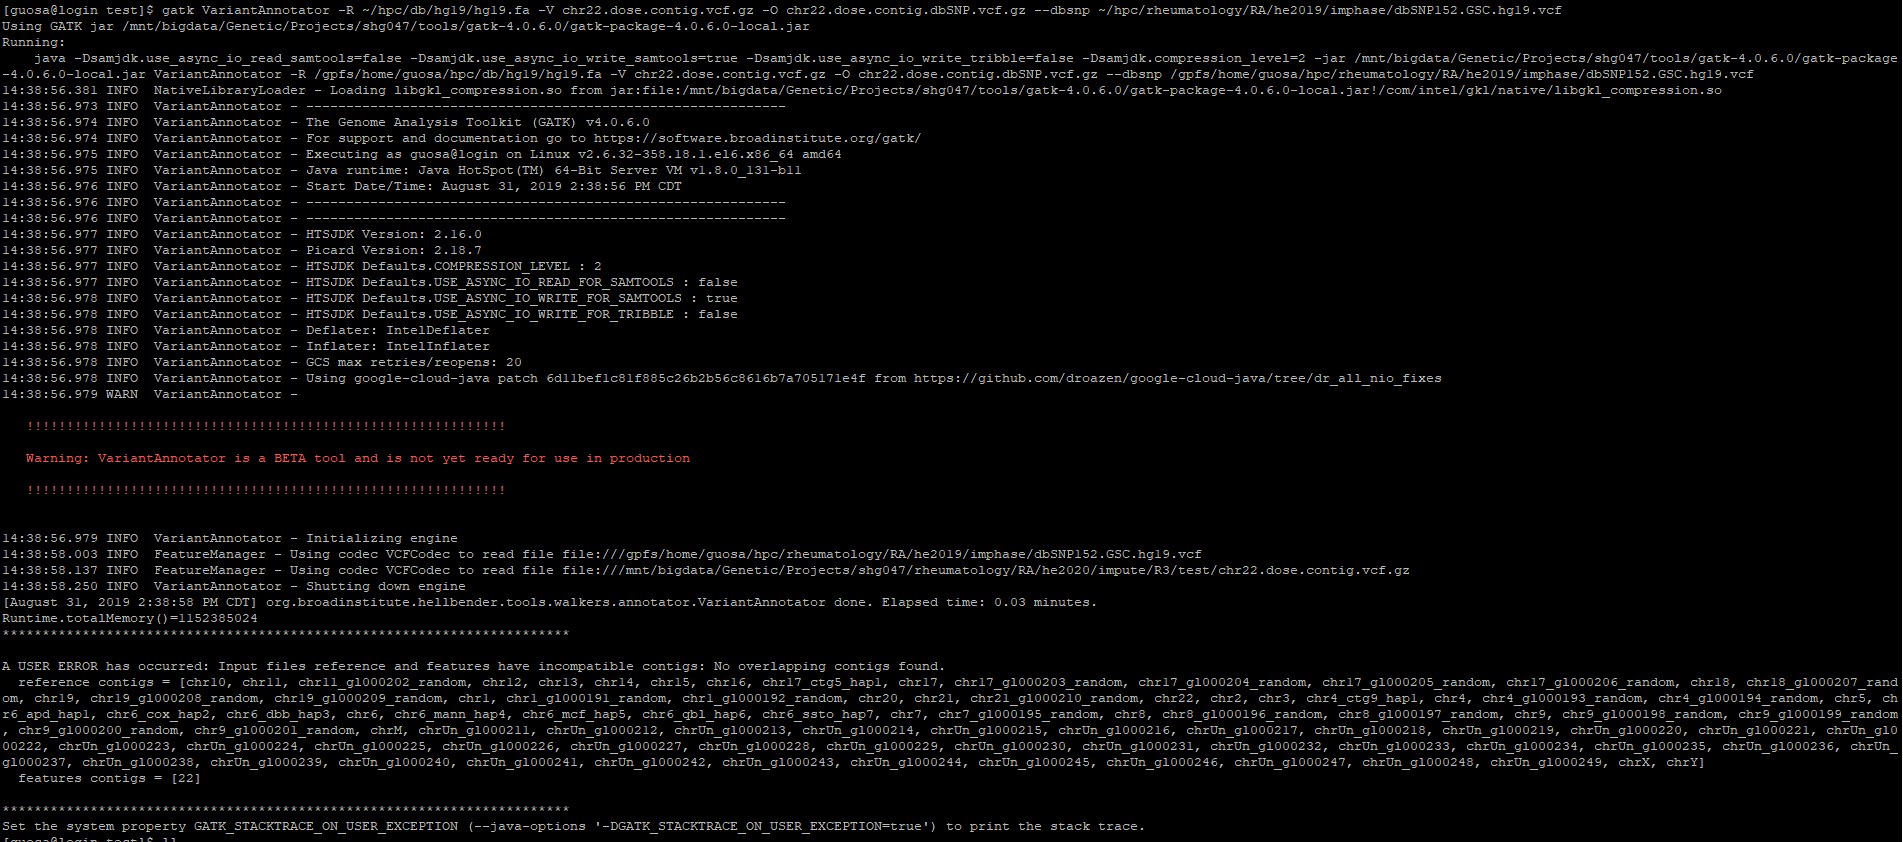 [guosa@login test]$ gatk VariantAnnotator -R ~/hpc/db/hg19/hg19.fa -V chr22.dose.contig.vcf.gz -O chr22.dose.contig.dbSNP.vcf.gz --dbsnp ~/hpc/rheumatology/RA/he2019/imphase/dbSNP152.GSC.hg19.vcf
Using GATK jar /mnt/bigdata/Genetic/Projects/shg047/tools/gatk-4.0.6.0/gatk-package-4.0.6.0-local.jar
Running:
    java -Dsamjdk.use_async_io_read_samtools=false -Dsamjdk.use_async_io_write_samtools=true -Dsamjdk.use_async_io_write_tribble=false -Dsamjdk.compression_level=2 -jar /mnt/bigdata/Genetic/Projects/shg047/tools/gatk-4.0.6.0/gatk-package
-4.0.6.0-local.jar VariantAnnotator -R /gpfs/home/guosa/hpc/db/hg19/hg19.fa -V chr22.dose.contig.vcf.gz -O chr22.dose.contig.dbSNP.vcf.gz --dbsnp /gpfs/home/guosa/hpc/rheumatology/RA/he2019/imphase/dbSNP152.GSC.hg19.vcf
14:38:56.381 INFO  NativeLibraryLoader - Loading libgkl_compression.so from jar:file:/mnt/bigdata/Genetic/Projects/shg047/tools/gatk-4.0.6.0/gatk-package-4.0.6.0-local.jar!/com/intel/gkl/native/libgkl_compression.so
14:38:56.973 INFO  VariantAnnotator - ------------------------------------------------------------
14:38:56.974 INFO  VariantAnnotator - The Genome Analysis Toolkit (GATK) v4.0.6.0
14:38:56.974 INFO  VariantAnnotator - For support and documentation go to https://software.broadinstitute.org/gatk/
14:38:56.975 INFO  VariantAnnotator - Executing as guosa@login on Linux v2.6.32-358.18.1.el6.x86_64 amd64
14:38:56.975 INFO  VariantAnnotator - Java runtime: Java HotSpot(TM) 64-Bit Server VM v1.8.0_131-b11
14:38:56.976 INFO  VariantAnnotator - Start Date/Time: August 31, 2019 2:38:56 PM CDT
14:38:56.976 INFO  VariantAnnotator - ------------------------------------------------------------
14:38:56.976 INFO  VariantAnnotator - ------------------------------------------------------------
14:38:56.977 INFO  VariantAnnotator - HTSJDK Version: 2.16.0
14:38:56.977 INFO  VariantAnnotator - Picard Version: 2.18.7
14:38:56.977 INFO  VariantAnnotator - HTSJDK Defaults.COMPRESSION_LEVEL : 2
14:38:56.977 INFO  VariantAnnotator - HTSJDK Defaults.USE_ASYNC_IO_READ_FOR_SAMTOOLS : false
14:38:56.978 INFO  VariantAnnotator - HTSJDK Defaults.USE_ASYNC_IO_WRITE_FOR_SAMTOOLS : true
14:38:56.978 INFO  VariantAnnotator - HTSJDK Defaults.USE_ASYNC_IO_WRITE_FOR_TRIBBLE : false
14:38:56.978 INFO  VariantAnnotator - Deflater: IntelDeflater
14:38:56.978 INFO  VariantAnnotator - Inflater: IntelInflater
14:38:56.978 INFO  VariantAnnotator - GCS max retries/reopens: 20
14:38:56.978 INFO  VariantAnnotator - Using google-cloud-java patch 6d11bef1c81f885c26b2b56c8616b7a705171e4f from https://github.com/droazen/google-cloud-java/tree/dr_all_nio_fixes
14:38:56.979 WARN  VariantAnnotator -
   !!!!!!!!!!!!!!!!!!!!!!!!!!!!!!!!!!!!!!!!!!!!!!!!!!!!!!!!!!!!
   Warning: VariantAnnotator is a BETA tool and is not yet ready for use in production
   !!!!!!!!!!!!!!!!!!!!!!!!!!!!!!!!!!!!!!!!!!!!!!!!!!!!!!!!!!!!
14:38:56.979 INFO  VariantAnnotator - Initializing engine
14:38:58.003 INFO  FeatureManager - Using codec VCFCodec to read file file:///gpfs/home/guosa/hpc/rheumatology/RA/he2019/imphase/dbSNP152.GSC.hg19.vcf
14:38:58.137 INFO  FeatureManager - Using codec VCFCodec to read file file:///mnt/bigdata/Genetic/Projects/shg047/rheumatology/RA/he2020/impute/R3/test/chr22.dose.contig.vcf.gz
14:38:58.250 INFO  VariantAnnotator - Shutting down engine
[August 31, 2019 2:38:58 PM CDT] org.broadinstitute.hellbender.tools.walkers.annotator.VariantAnnotator done. Elapsed time: 0.03 minutes.
Runtime.totalMemory()=1152385024
***********************************************************************
A USER ERROR has occurred: Input files reference and features have incompatible contigs: No overlapping contigs found.
  reference contigs = [chr10, chr11, chr11_gl000202_random, chr12, chr13, chr14, chr15, chr16, chr17_ctg5_hap1, chr17, chr17_gl000203_random, chr17_gl000204_random, chr17_gl000205_random, chr17_gl000206_random, chr18, chr18_gl000207_rand
om, chr19, chr19_gl000208_random, chr19_gl000209_random, chr1, chr1_gl000191_random, chr1_gl000192_random, chr20, chr21, chr21_gl000210_random, chr22, chr2, chr3, chr4_ctg9_hap1, chr4, chr4_gl000193_random, chr4_gl000194_random, chr5, ch
r6_apd_hap1, chr6_cox_hap2, chr6_dbb_hap3, chr6, chr6_mann_hap4, chr6_mcf_hap5, chr6_qbl_hap6, chr6_ssto_hap7, chr7, chr7_gl000195_random, chr8, chr8_gl000196_random, chr8_gl000197_random, chr9, chr9_gl000198_random, chr9_gl000199_random
, chr9_gl000200_random, chr9_gl000201_random, chrM, chrUn_gl000211, chrUn_gl000212, chrUn_gl000213, chrUn_gl000214, chrUn_gl000215, chrUn_gl000216, chrUn_gl000217, chrUn_gl000218, chrUn_gl000219, chrUn_gl000220, chrUn_gl000221, chrUn_gl0
00222, chrUn_gl000223, chrUn_gl000224, chrUn_gl000225, chrUn_gl000226, chrUn_gl000227, chrUn_gl000228, chrUn_gl000229, chrUn_gl000230, chrUn_gl000231, chrUn_gl000232, chrUn_gl000233, chrUn_gl000234, chrUn_gl000235, chrUn_gl000236, chrUn_
gl000237, chrUn_gl000238, chrUn_gl000239, chrUn_gl000240, chrUn_gl000241, chrUn_gl000242, chrUn_gl000243, chrUn_gl000244, chrUn_gl000245, chrUn_gl000246, chrUn_gl000247, chrUn_gl000248, chrUn_gl000249, chrX, chrY]
  features contigs = [22]
***********************************************************************
Set the system property GATK_STACKTRACE_ON_USER_EXCEPTION (--java-options '-DGATK_STACKTRACE_ON_USER_EXCEPTION=true') to print the stack trace.
[guosa@login test]$ ll